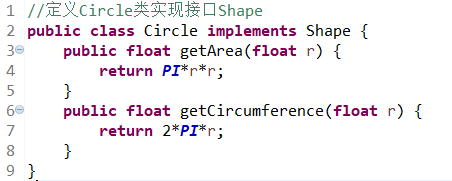 1 //定义Circle类实现接口Shape
2 public class Circle implements Shape {
3     public float getArea(float r) {
4         return PI*r*r;
5     }
6     public float getCircumference(float r) {
7         return 2*PI*r;
8     }
9 }